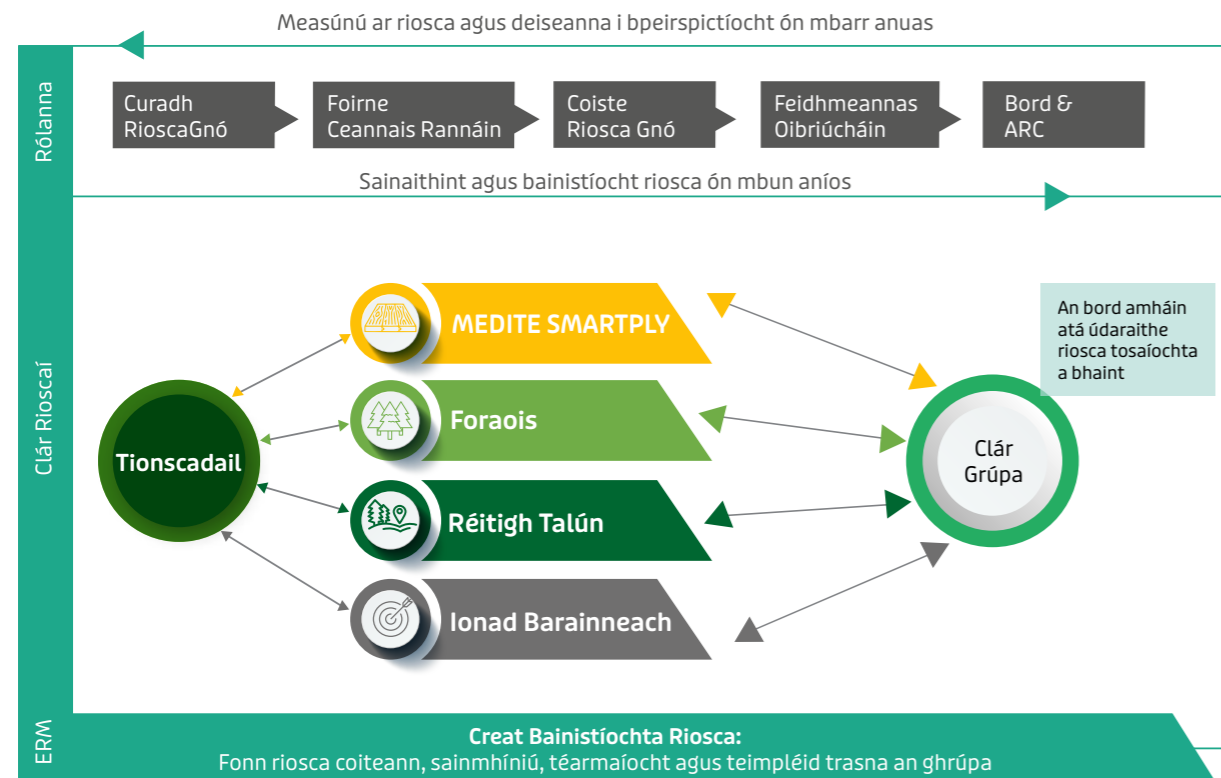 Measúnú ar riosca agus deiseanna i bpeirspictíocht ón mbarr anuas
Rólanna
Curadh
RioscaGnó
Foirne
Ceannais Rannáin
Coiste
Riosca Gnó
Feidhmeannas
Oibriúcháin
Bord &
ARC
Sainaithint agus bainistíocht riosca ón mbun aníos
Clár Rioscaí
Tionscadail
MEDITE SMARTPLY
Foraois
Réitigh Talún
Ionad Barainneach
Clár
Grúpa
An bord amháin
atá údaraithe
riosca tosaíochta
a bhaint
ERM
Creat Bainistíochta Riosca:
Fonn riosca coiteann, sainmhíniú, téarmaíocht agus teimpléid trasna an ghrúpa